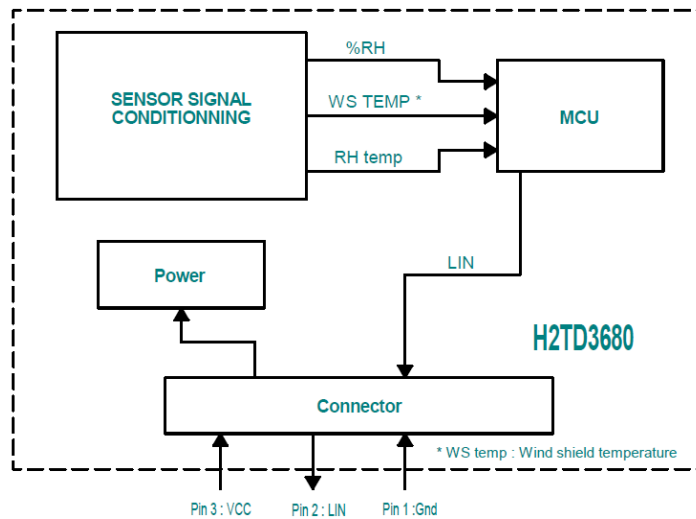 %RH
SENSOR SIGNAL
CONDITIONNING
WS TEMP *
MCU
RH temp
Power
LIN
H2TD3680
Connector
* WS temp : Wind shield temperature
Pin 3 : VCC
Pin 2 : LIN
Pin 1 :Gnd